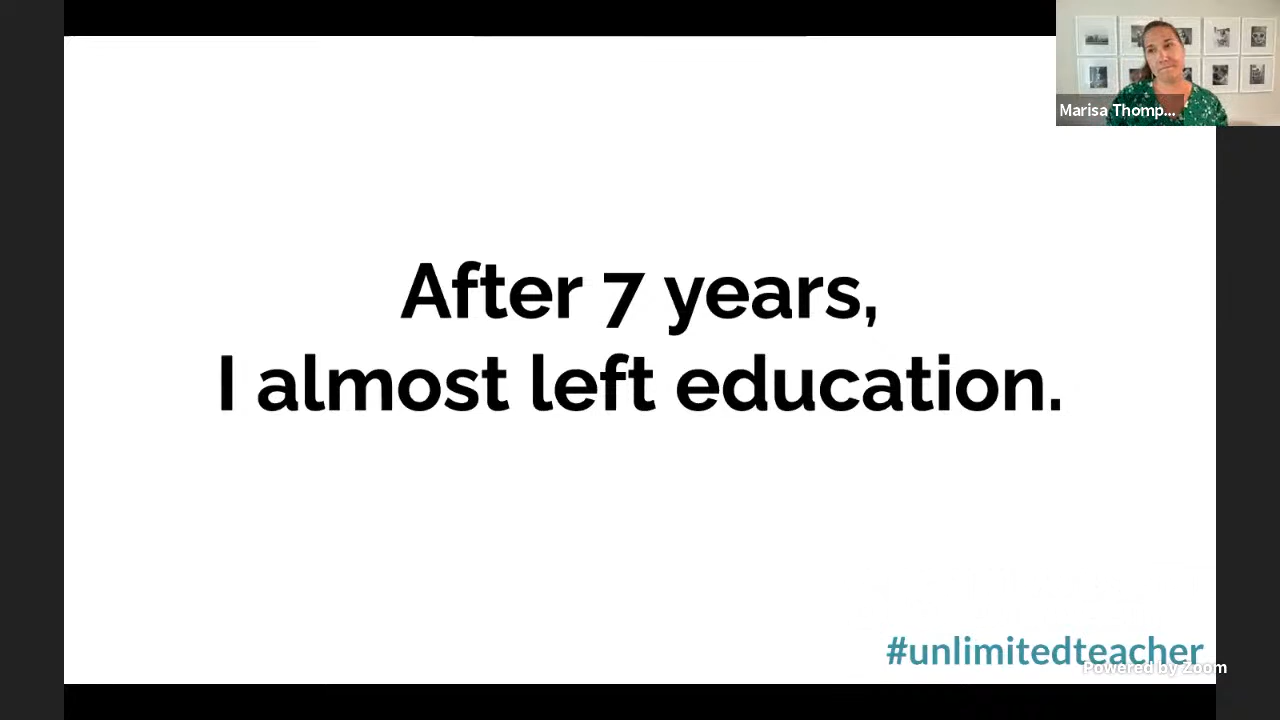 Marisa Thomp...
After 7 years,
I almost left education.
#unlimitedteacher
Powered by Zoom